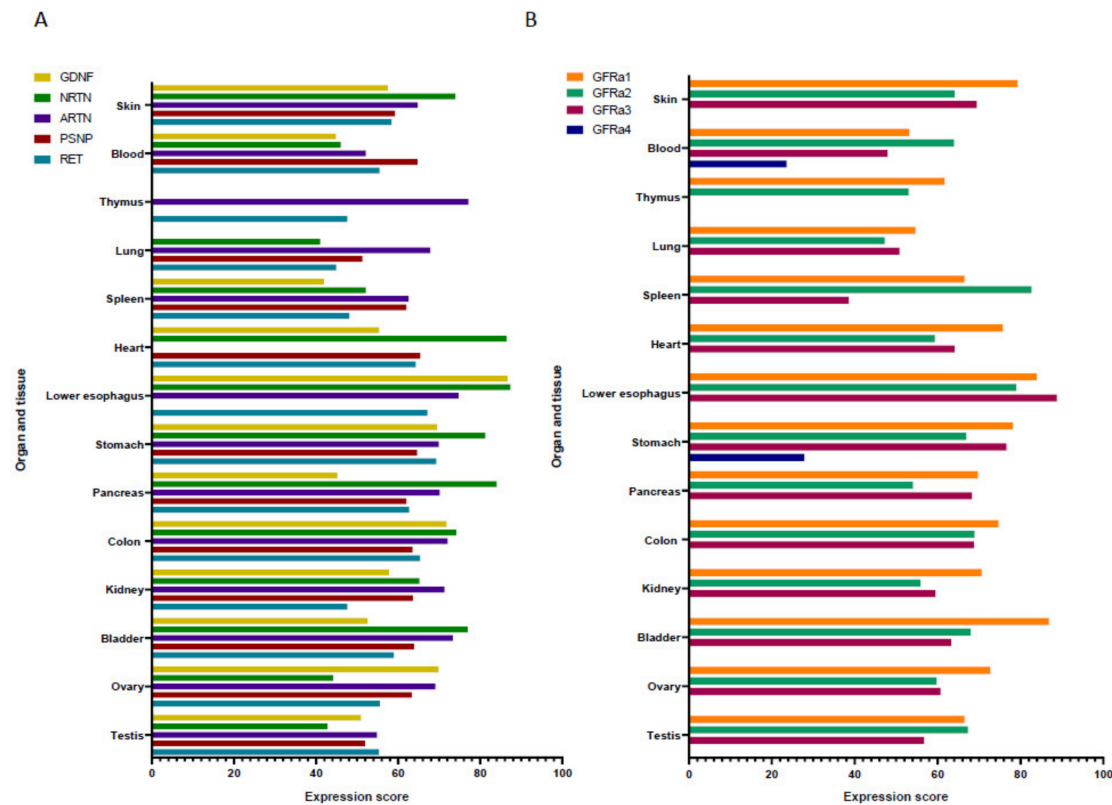 A
GDNF
NRTN
ARTN
PSNP
RET
Organ and tissue
Skin
Blood
Thymus
Lung
Spleen
Heart
Lower esophagus
Stomach
Pancreas
Colon
Kidney
Bladder
Ovary
Testis
0 20 40 60 80 100
Expression score
B
GFRa1
GFRa2
GFRa3
GFRa4
Organ and tissue
Skin
Blood
Thymus
Lung
Spleen
Heart
Lower esophagus
Stomach
Pancreas
Colon
Kidney
Bladder
Ovary
Testis
0 20 40 60 80 100
Expression score